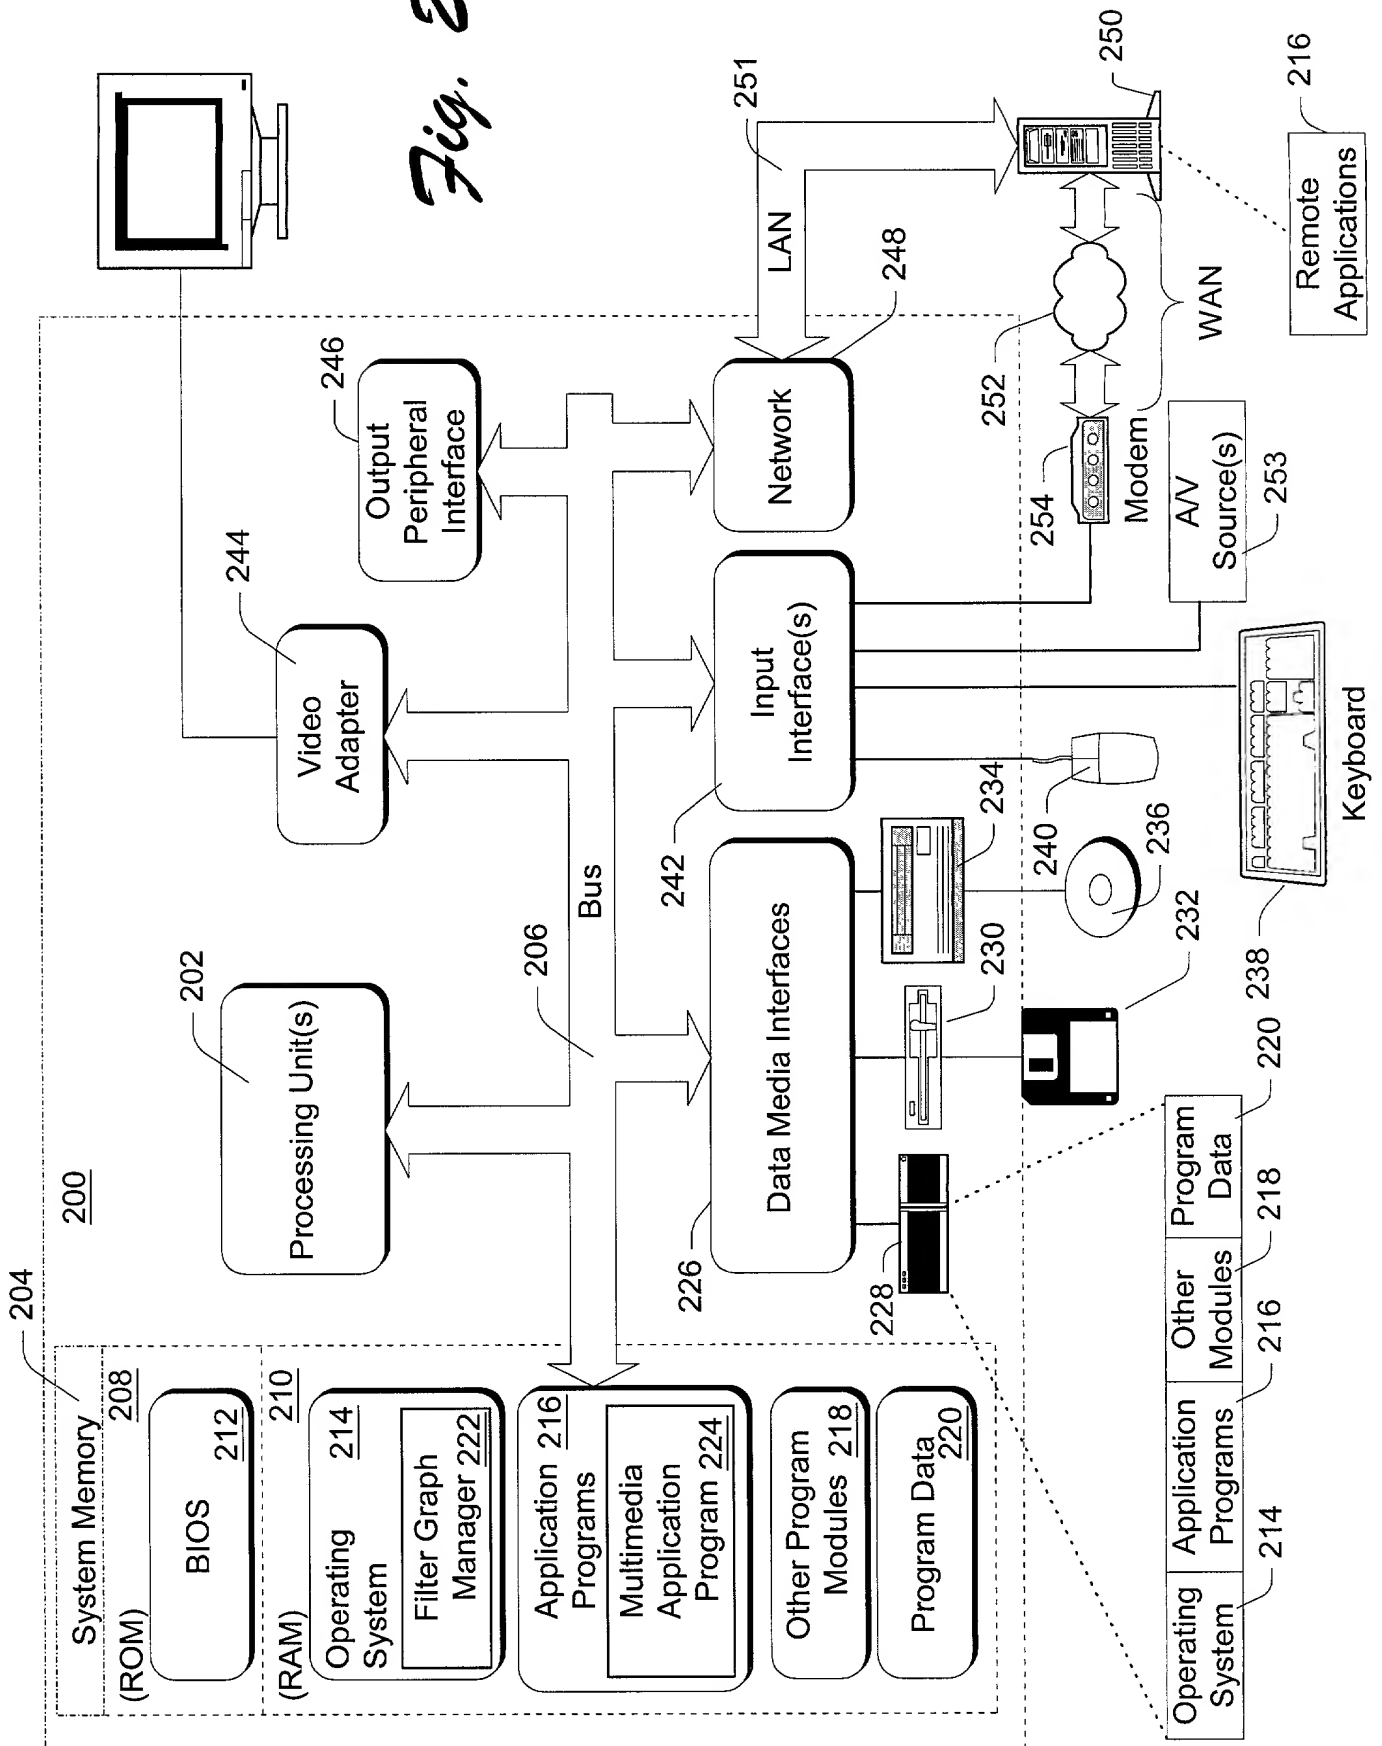 204
200
System Memory
208
(ROM)
BIOS
212
210
(RAM)
Operating
System
214
Filter Graph
Manager 222
Application 216
Programs
Multimedia
Application
Program 224
Other Program
Modules 218
Program Data
220
202
Processing Unit(s)
206
Bus
244
Video
Adapter
246
Output
Peripheral
Interface
Fig. 2
226
Data Media Interfaces
242
Input
Interface(s)
Network
248
LAN
251
228
230
234
232
236
240
238
Keyboard
254
Modem
252
WAN
250
A/V
Source(s)
253
Remote
Applications
216
Operating
System
Application
Programs
Other
Modules
Program
Data
214
216
218
220